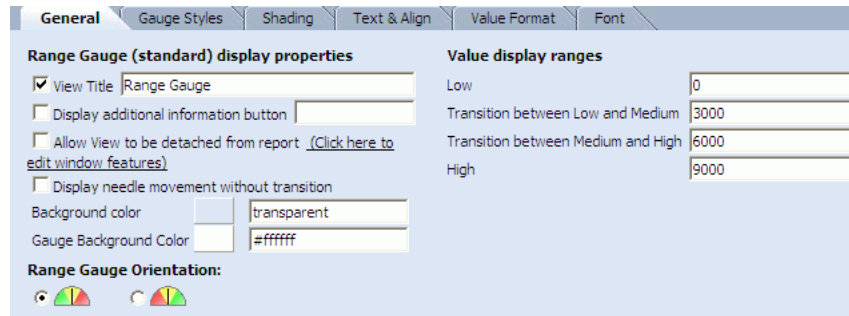 General Gauge Styles Shading Text & Align Value Format Font
Range Gauge (standard) display properties
View Title Range Gauge
Display additional information button
Allow View to be detached from report (Click here to
edit window features)
Display needle movement without transition
Background color transparent
Gauge Background Color #ffffff
Range Gauge Orientation:
Value display ranges
Low 0
Transition between Low and Medium 3000
Transition between Medium and High 6000
High 9000